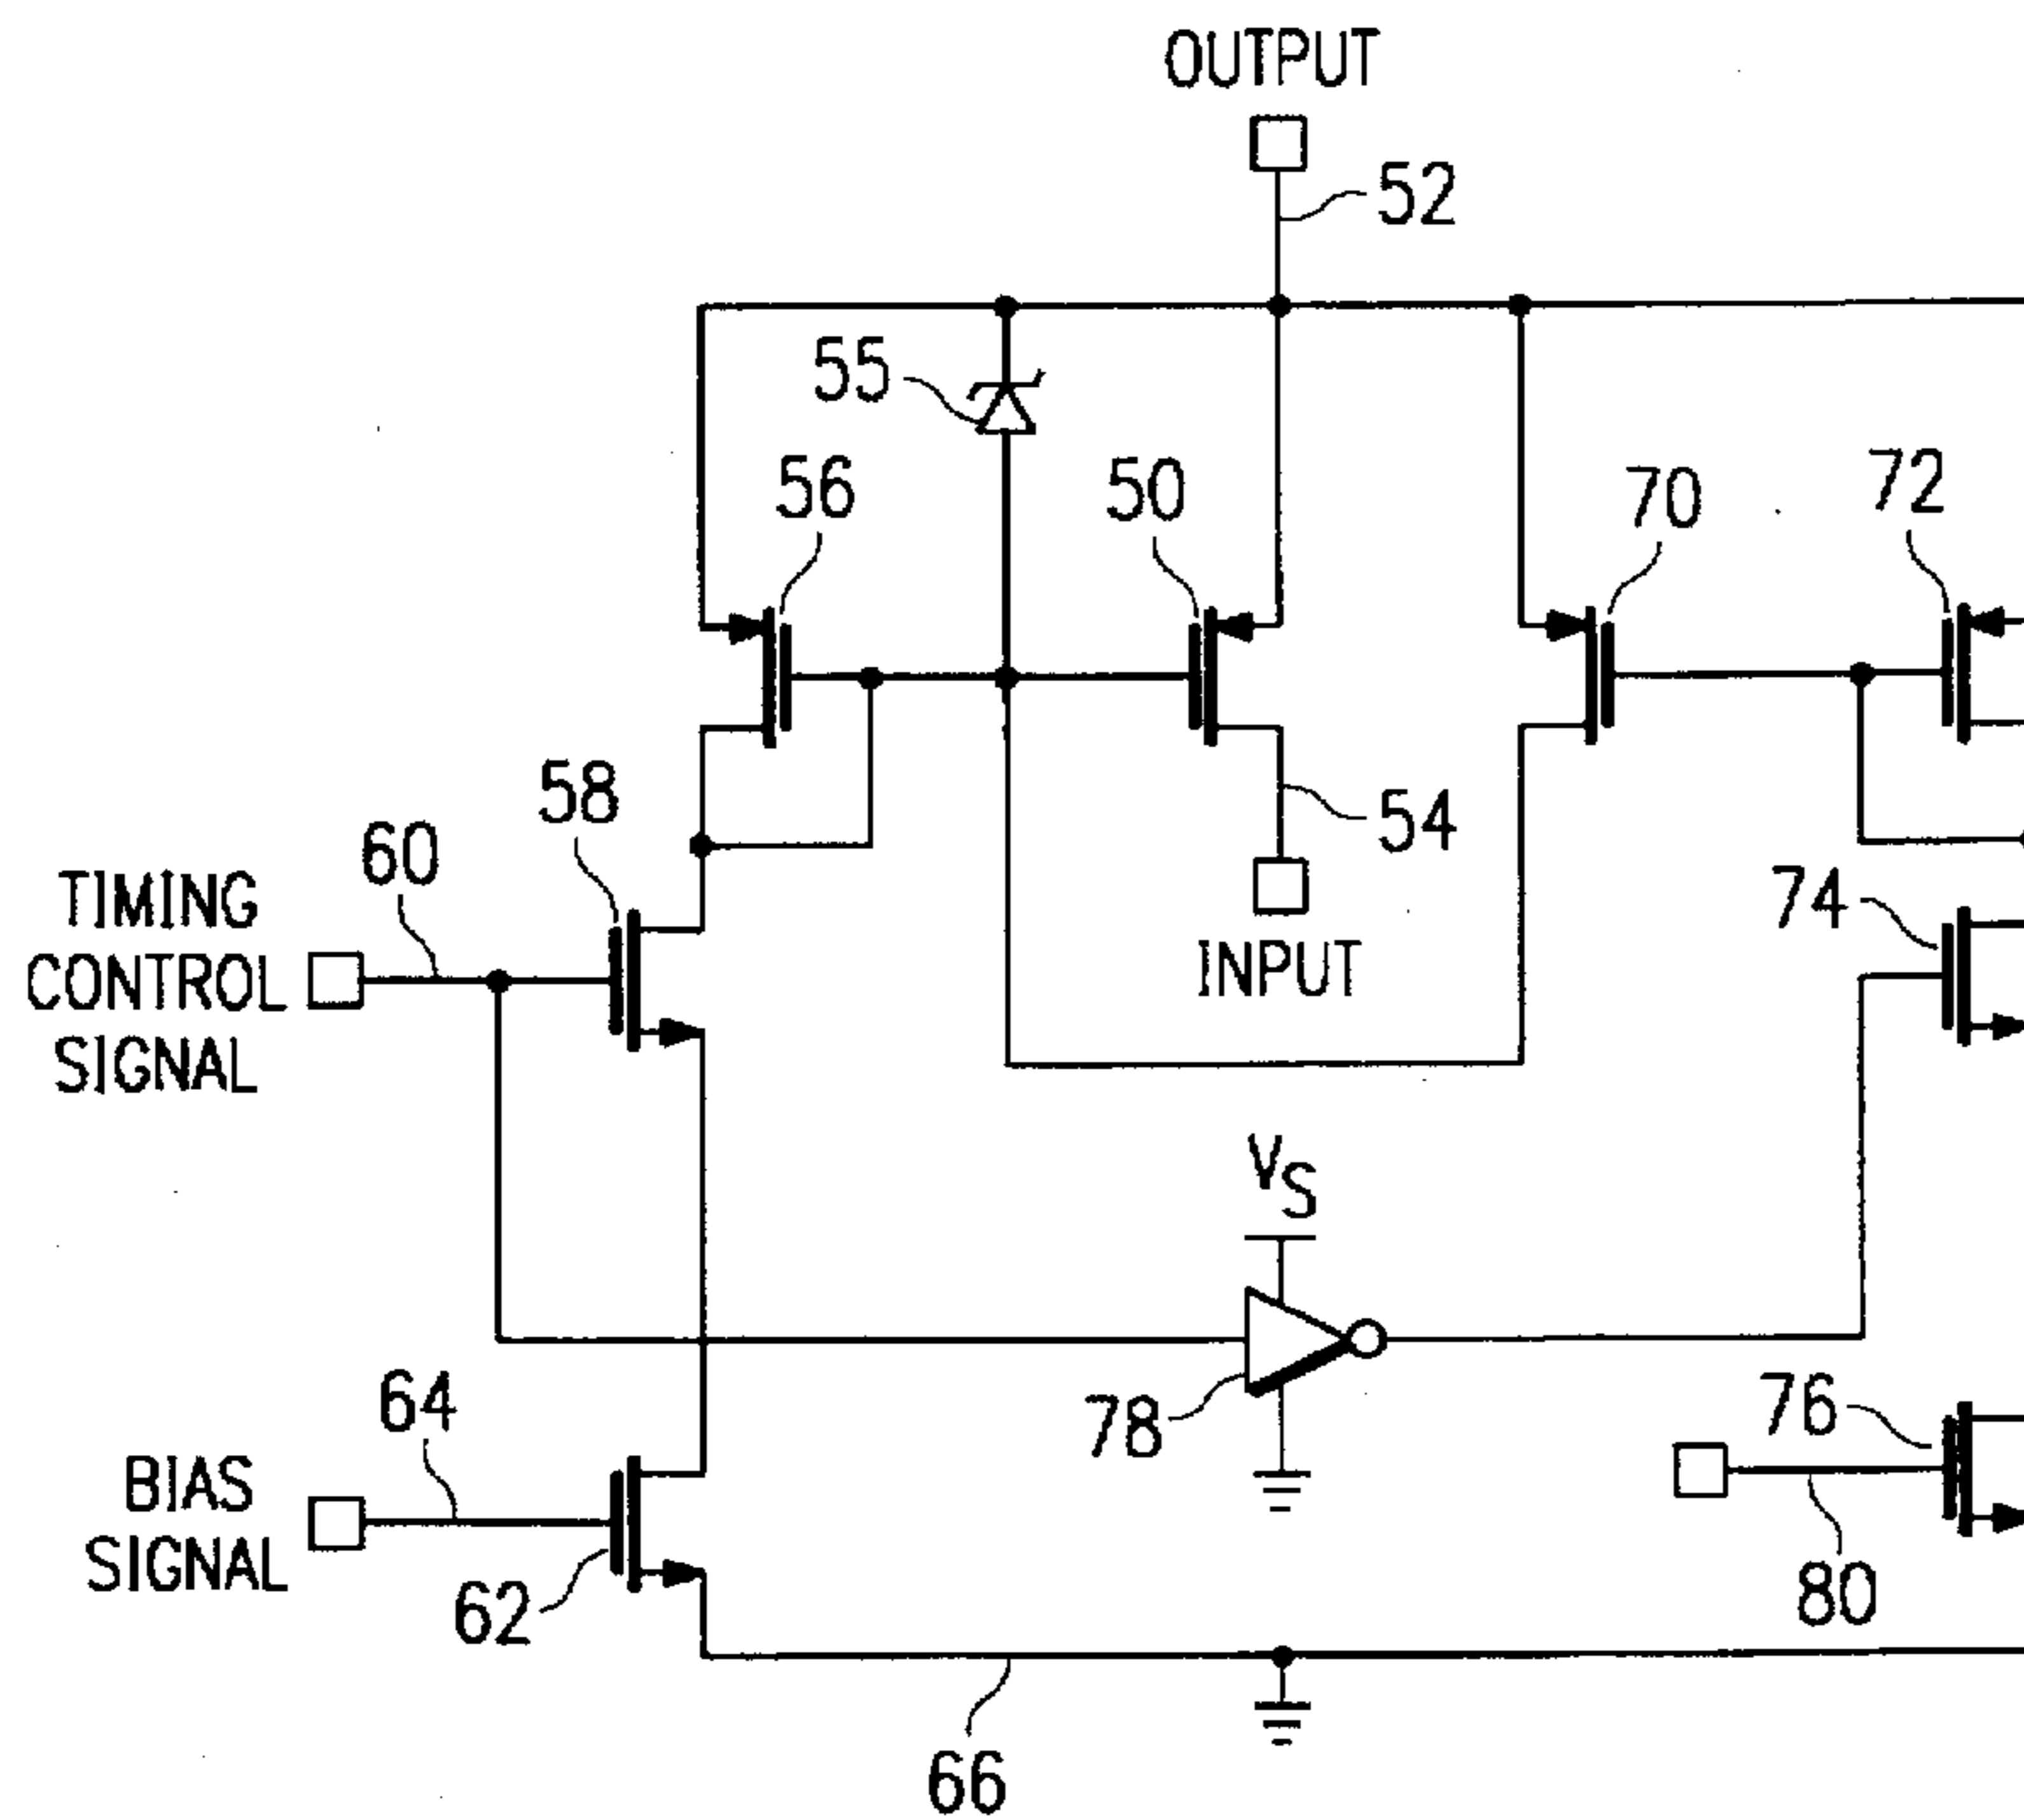 OUTPUT
52
55
56
50
70
72
58
54
60
74
TIMING
CONTROL
SIGNAL
INPUT
VS
64
78
76
BIAS
SIGNAL
62
80
66